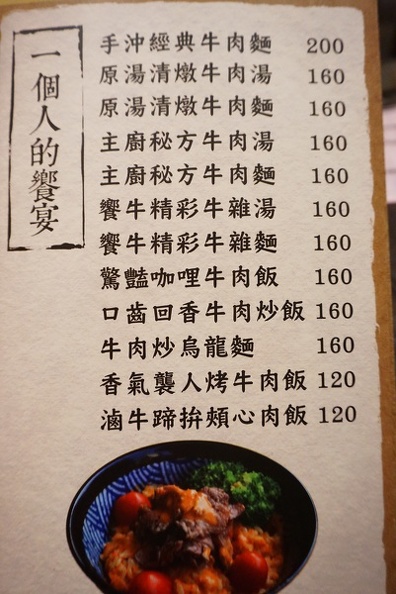 一個人的饗宴
手沖經典牛肉麵 200
原湯清燉牛肉湯 160
原湯清燉牛肉麵 160
主廚秘方牛肉湯 160
主廚秘方牛肉麵 160
饗牛精彩牛雜湯 160
饗牛精彩牛雜麵 160
驚豔咖哩牛肉飯 160
口齒回香牛肉炒飯 160
牛肉炒烏龍麵 160
香氣襲人烤牛肉飯 120
滷牛蹄拚頰心肉飯 120